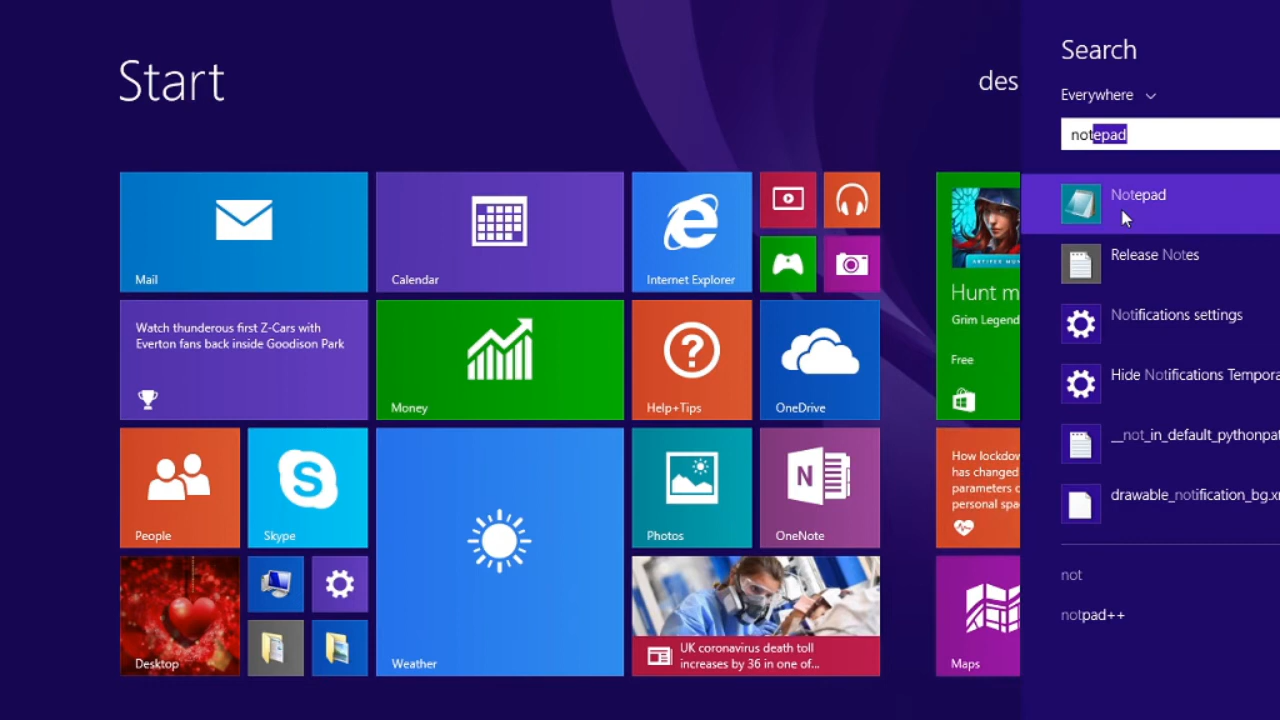 Start
des
Search
Everywhere
notepad
Notepad
Release Notes
Notifications settings
Hide Notifications Tempora
__not_in_default_pythonpat
drawable_notification_bg.x
not
notpad++
Mail
Calendar
Internet Explorer
Watch thunderous first Z-Cars with
Everton fans back inside Goodison Park
Money
Help+Tips
OneDrive
ARTIFEX
Hunt m
Grim Legend
Free
People
Skype
S
Weather
Photos
N
OneNote
How lockdow
has changed
parameters o
personal spa
Desktop
UK coronavirus death toll
increases by 36 in one of...
Maps